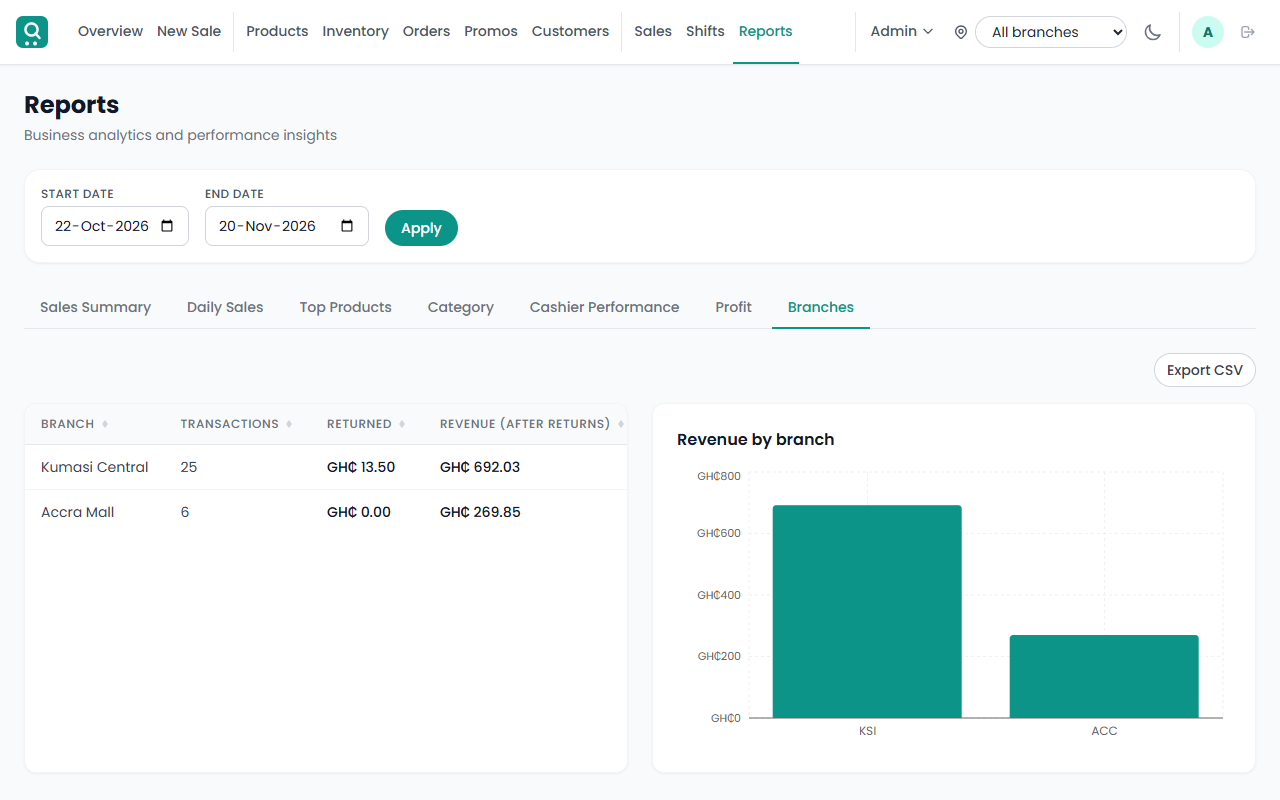 Overview New Sale Products Inventory Orders Promos Customers Sales Shifts Reports Admin All branches A
Reports
Business analytics and performance insights
START DATE END DATE
22-Oct-2026 20-Nov-2026 Apply
Sales Summary Daily Sales Top Products Category Cashier Performance Profit Branches
Export CSV
BRANCH TRANSACTIONS RETURNED REVENUE (AFTER RETURNS)
Kumasi Central 25 GH₵ 13.50 GH₵ 692.03
Accra Mall 6 GH₵ 0.00 GH₵ 269.85
Revenue by branch
GH₵800
GH₵600
GH₵400
GH₵200
GH₵0
KSI ACC